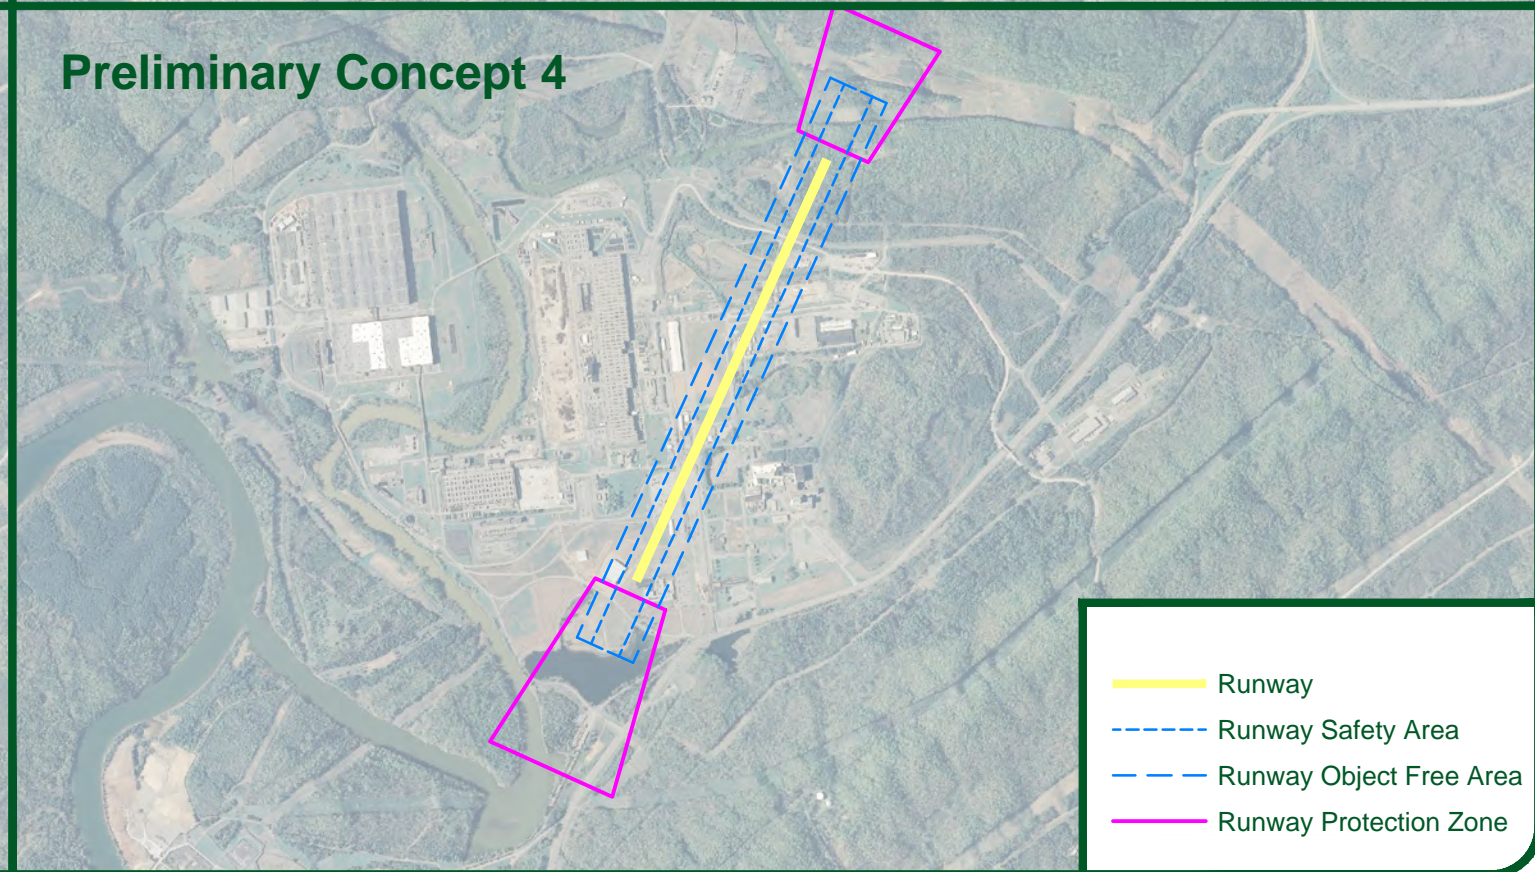 Preliminary Concept 4
Runway
Runway Safety Area
Runway Object Free Area
Runway Protection Zone